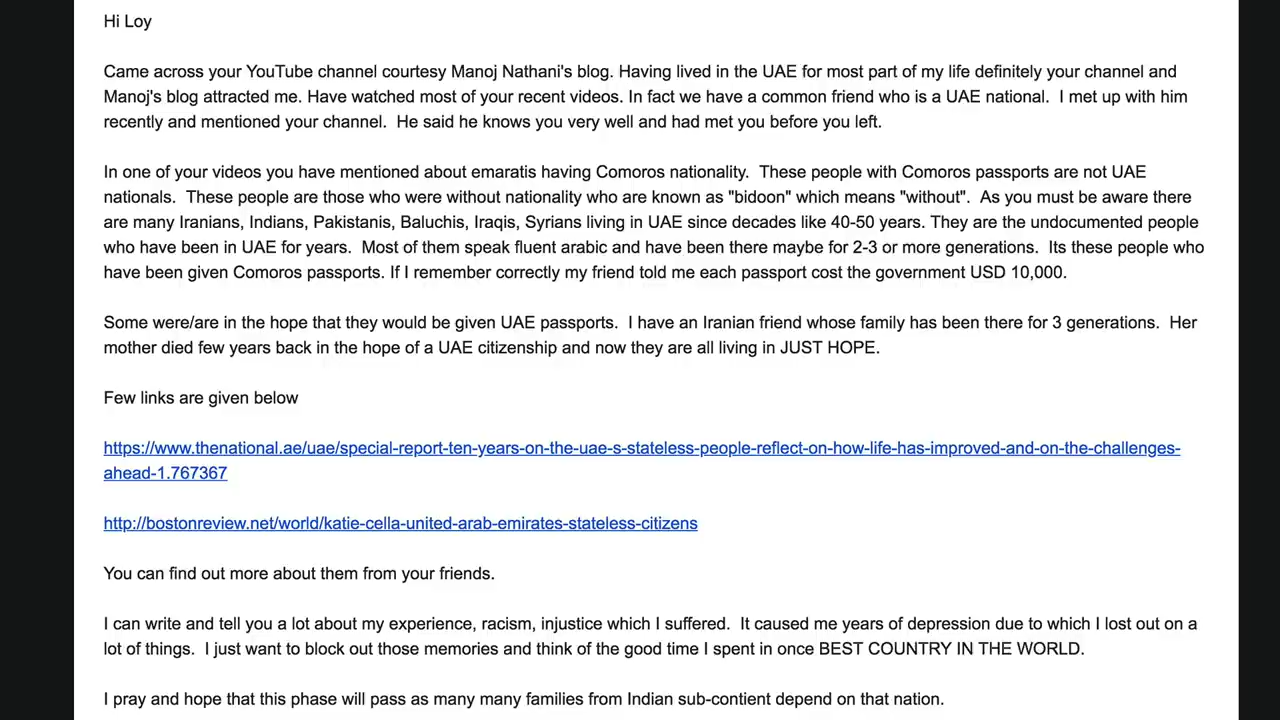 Hi Loy
Came across your YouTube channel courtesy Manoj Nathani's blog. Having lived in the UAE for most part of my life definitely your channel and
Manoj's blog attracted me. Have watched most of your recent videos. In fact we have a common friend who is a UAE national.  I met up with him
recently and mentioned your channel.  He said he knows you very well and had met you before you left.
In one of your videos you have mentioned about emaratis having Comoros nationality.  These people with Comoros passports are not UAE
nationals.  These people are those who were without nationality who are known as "bidoon" which means "without".  As you must be aware there
are many Iranians, Indians, Pakistanis, Baluchis, Iraqis, Syrians living in UAE since decades like 40-50 years. They are the undocumented people
who have been in UAE for years.  Most of them speak fluent arabic and have been there maybe for 2-3 or more generations.  Its these people who
have been given Comoros passports. If I remember correctly my friend told me each passport cost the government USD 10,000.
Some were/are in the hope that they would be given UAE passports.  I have an Iranian friend whose family has been there for 3 generations.  Her
mother died few years back in the hope of a UAE citizenship and now they are all living in JUST HOPE.
Few links are given below
https://www.thenational.ae/uae/special-report-ten-years-on-the-uae-s-stateless-people-reflect-on-how-life-has-improved-and-on-the-challenges-
ahead-1.767367
http://bostonreview.net/world/katie-cella-united-arab-emirates-stateless-citizens
You can find out more about them from your friends.
I can write and tell you a lot about my experience, racism, injustice which I suffered.  It caused me years of depression due to which I lost out on a
lot of things.  I just want to block out those memories and think of the good time I spent in once BEST COUNTRY IN THE WORLD.
I pray and hope that this phase will pass as many many families from Indian sub-contient depend on that nation.